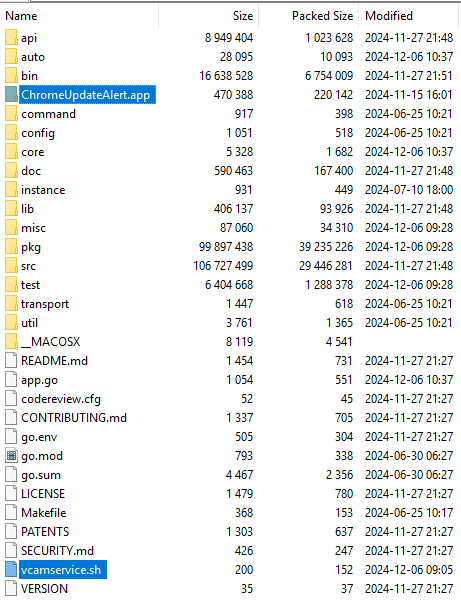 Name Size Packed Size Modified
api 8 949 404 1 023 628 2024-11-27 21:48
auto 28 095 10 093 2024-12-06 10:37
bin 16 638 528 6 754 009 2024-11-27 21:51
ChromeUpdateAlert.app 470 388 220 142 2024-11-15 16:01
command 917 398 2024-06-25 10:21
config 1 051 518 2024-06-25 10:21
core 5 328 1 682 2024-12-06 10:37
doc 590 463 167 400 2024-11-27 21:48
instance 931 449 2024-07-10 18:00
lib 406 137 93 926 2024-11-27 21:48
misc 87 060 34 310 2024-12-06 09:28
pkg 99 897 438 39 235 226 2024-12-06 09:28
src 106 727 499 29 446 281 2024-11-27 21:48
test 6 404 668 1 288 378 2024-12-06 09:28
transport 1 447 618 2024-06-25 10:21
util 3 761 1 365 2024-06-25 10:21
__MACOSX 8 119 4 541
README.md 1 454 731 2024-11-27 21:27
app.go 1 054 551 2024-12-06 10:37
codereview.cfg 52 45 2024-11-27 21:27
CONTRIBUTING.md 1 337 705 2024-11-27 21:27
go.env 505 304 2024-11-27 21:27
go.mod 793 338 2024-06-30 06:27
go.sum 4 467 2 356 2024-06-30 06:27
LICENSE 1 479 780 2024-11-27 21:27
Makefile 368 153 2024-06-25 10:17
PATENTS 1 303 637 2024-11-27 21:27
SECURITY.md 426 247 2024-11-27 21:27
vcamservice.sh 200 152 2024-12-06 09:05
VERSION 35 37 2024-11-27 21:27